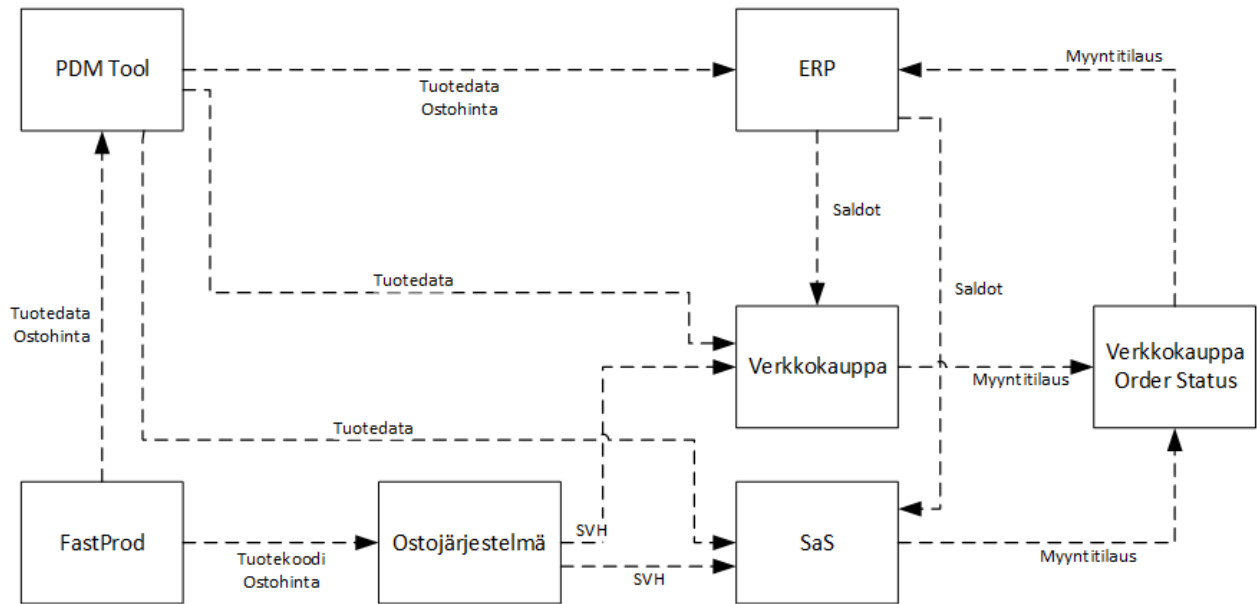 PDM Tool
ERP
Myyntitilaus
Tuotedata
Ostohinta
Saldot
Tuotedata
Saldot
Tuotedata
Ostohinta
Verkkokauppa
Myyntitilaus
Verkkokauppa
Order Status
Tuotedata
FastProd
Tuotekoodi
Ostohinta
Ostojärjestelmä
SVH
SVH
SaS
Myyntitilaus